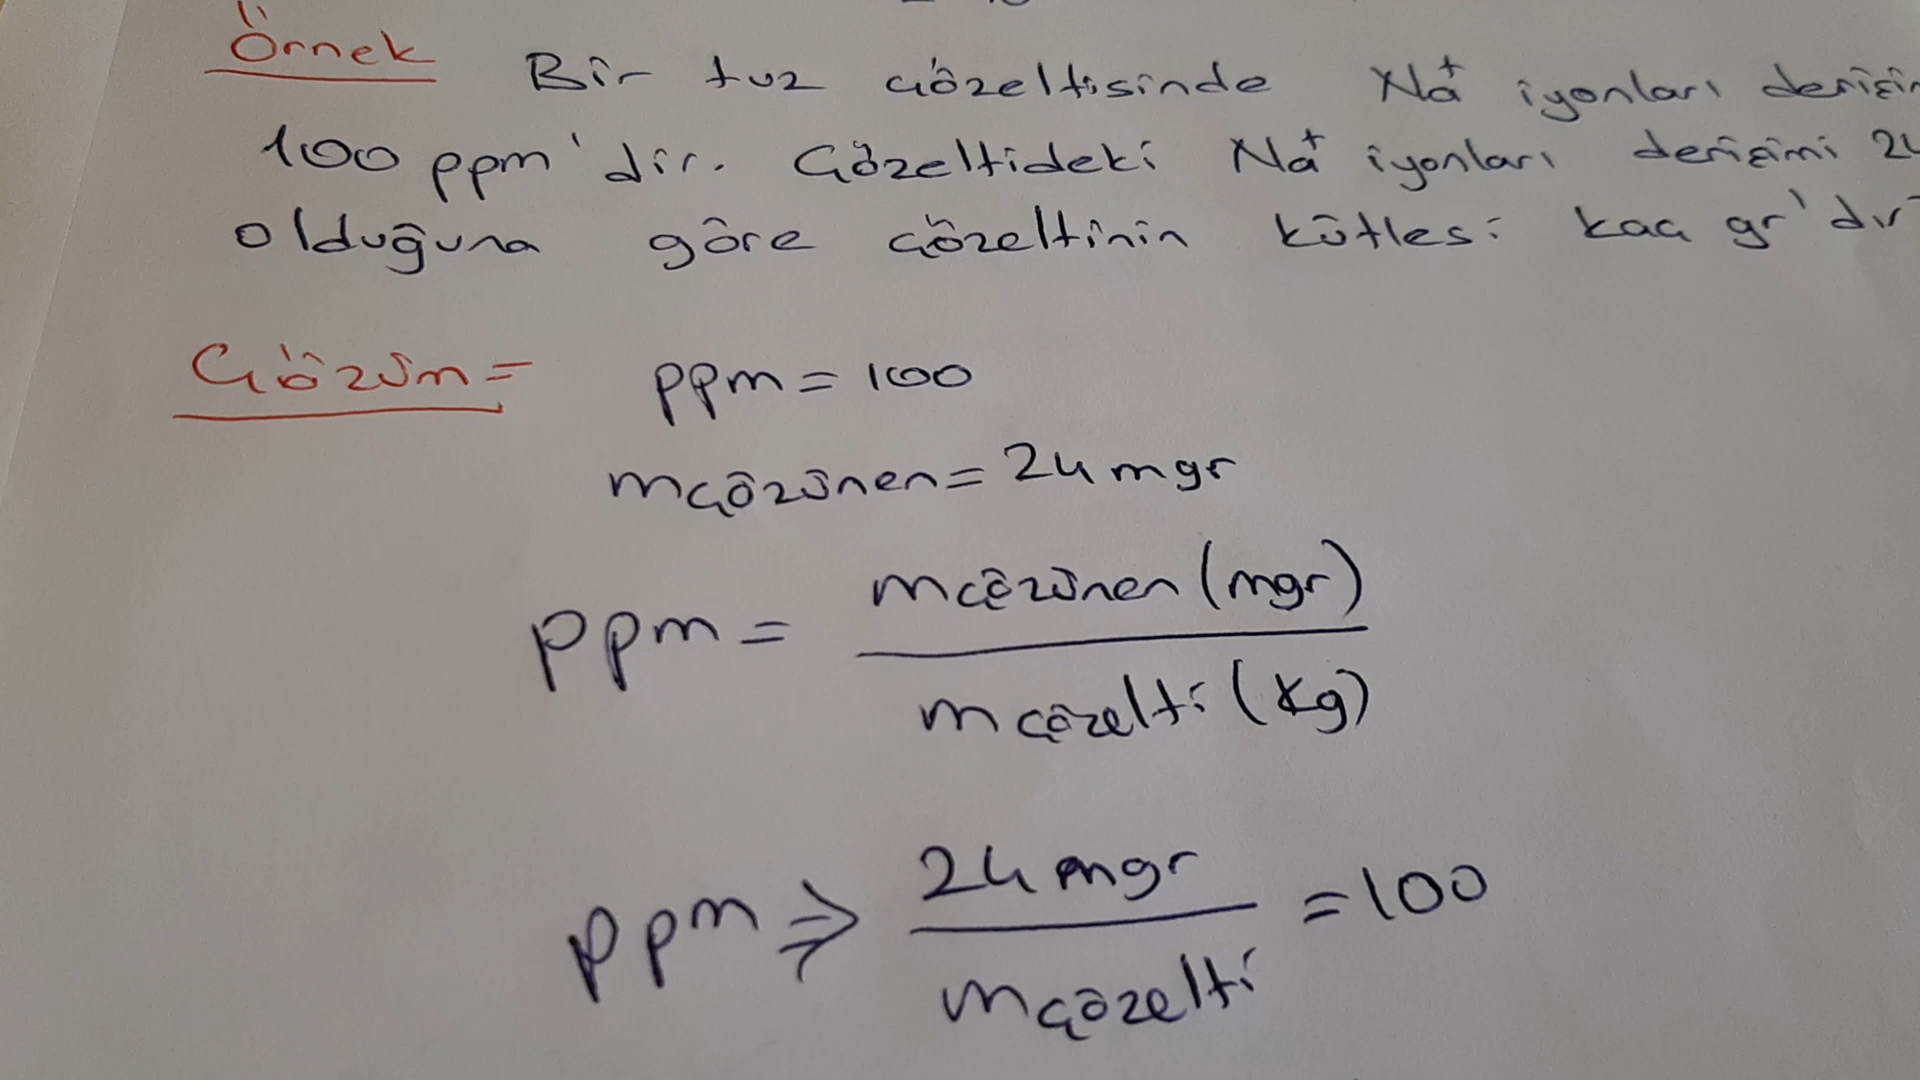 Örnek Bir tuz çözeltisinde Na⁺ iyonları
100 ppm'dir. Çözeltideki Na⁺ iyonları derişimi
olduğuna göre çözeltinin kütlesi kaç gr'dır
Çözüm= ppm = 100
mçözünen = 24 mgr
ppm = mçözünen (mgr)
mçözelti (kg)
ppm ⇒ 24 mgr = 100
mçözelti